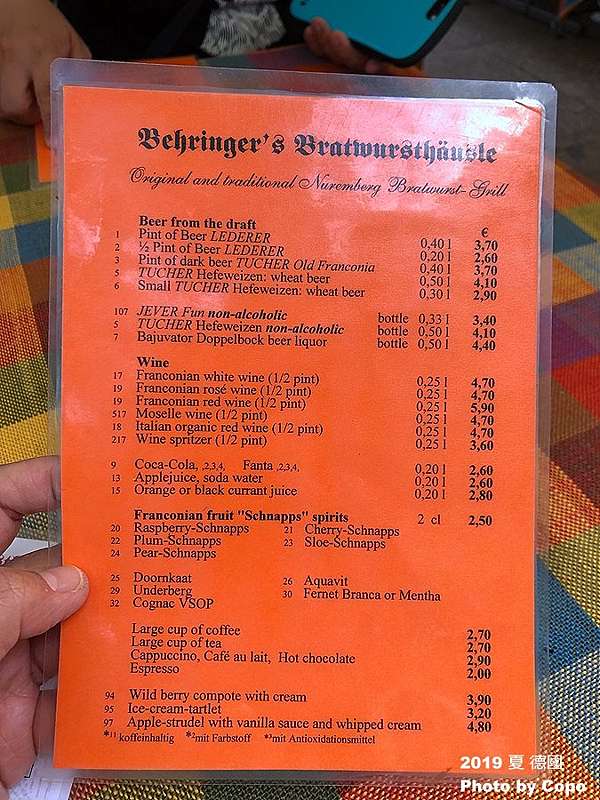 Behringer's Bratwursthäusle
Original and traditional Nuremberg Bratwurst-Grill
Beer from the draft €
1 Pint of Beer LEDERER 0,40 l 3,70
2 ½ Pint of Beer LEDERER 0,20 l 2,60
3 Pint of dark beer TUCHER Old Franconia 0,40 l 3,70
5 TUCHER Hefeweizen: wheat beer 0,50 l 4,10
6 Small TUCHER Hefeweizen: wheat beer 0,30 l 2,90
107 JEVER Fun non-alcoholic bottle 0,33 l 3,40
5 TUCHER Hefeweizen non-alcoholic bottle 0,50 l 4,10
7 Bajuvator Doppelbock beer liquor bottle 0,50 l 4,40
Wine
17 Franconian white wine (1/2 pint) 0,25 l 4,70
19 Franconian rosé wine (1/2 pint) 0,25 l 4,70
19 Franconian red wine (1/2 pint) 0,25 l 5,90
517 Moselle wine (1/2 pint) 0,25 l 4,70
18 Italian organic red wine (1/2 pint) 0,25 l 4,70
217 Wine spritzer (1/2 pint) 0,25 l 3,60
9 Coca-Cola, ,2,3,4, Fanta ,2,3,4, 0,20 l 2,60
13 Applejuice, soda water 0,20 l 2,60
15 Orange or black currant juice 0,20 l 2,80
Franconian fruit "Schnapps" spirits 2 cl 2,50
20 Raspberry-Schnapps 21 Cherry-Schnapps
22 Plum-Schnapps 23 Sloe-Schnapps
24 Pear-Schnapps
25 Doornkaat 26 Aquavit
29 Underberg 30 Fernet Branca or Mentha
32 Cognac VSOP
Large cup of coffee 2,70
Large cup of tea 2,70
Cappuccino, Café au lait, Hot chocolate 2,90
Espresso 2,00
94 Wild berry compote with cream 3,90
95 Ice-cream-tartlet 3,20
97 Apple-strudel with vanilla sauce and whipped cream 4,80
*11 koffeinhaltig *2 mit Farbstoff *3 mit Antioxidationsmittel
2019 夏 德國
Photo by Copo